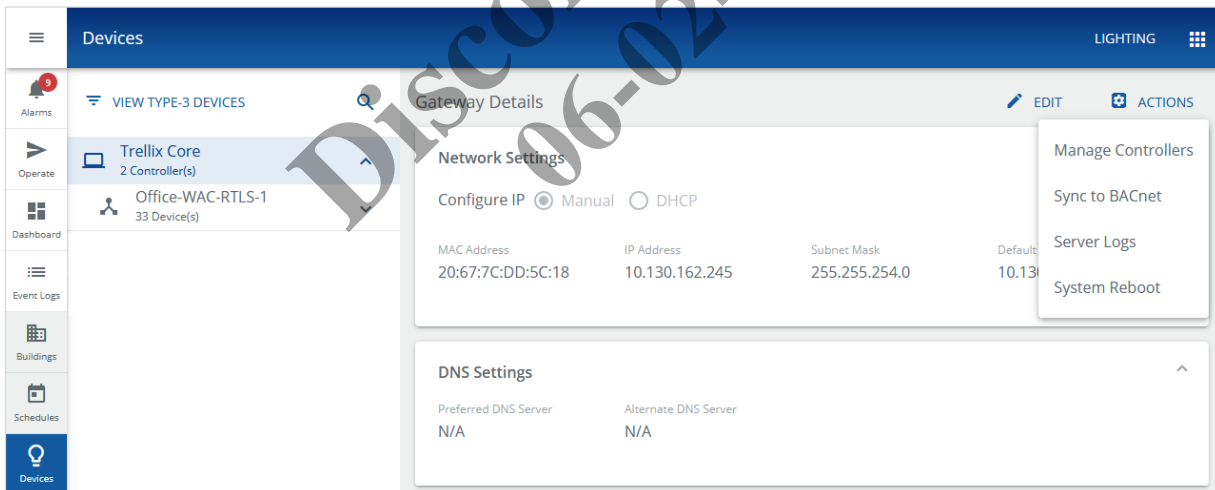 Devices
LIGHTING
9
Alarms
Operate
Dashboard
Event Logs
Buildings
Schedules
Devices
VIEW TYPE-3 DEVICES
Trellix Core
2 Controller(s)
Office-WAC-RTLS-1
33 Device(s)
Gateway Details
EDIT
ACTIONS
Manage Controllers
Sync to BACnet
Server Logs
System Reboot
Network Settings
Configure IP Manual DHCP
MAC Address IP Address Subnet Mask Default
20:67:7C:DD:5C:18 10.130.162.245 255.255.254.0
DNS Settings
Preferred DNS Server Alternate DNS Server
N/A N/A